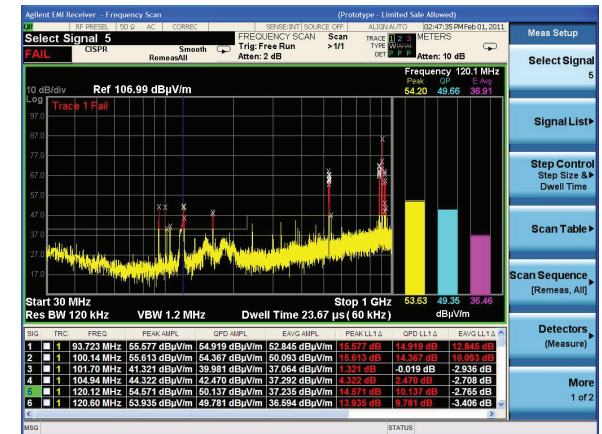 Agilent EMI Receiver - Frequency Scan (Prototype - Limited Sale Allowed)
RF PRESEL 50 Ω AC CORREC SENSE:INT SOURCE OFF ALIGN AUTO 02:47:35 PM Feb 01, 2011
Select Signal 5
FREQUENCY SCAN Scan TRACE 1 2 3 METERS
FAIL CISPR Smooth Trig: Free Run >1/1 TYPE
RemeasAll Atten: 2 dB DET P P P Atten: 10 dB
Frequency 120.1 MHz
Peak QP E Avg
10 dB/div Ref 106.99 dBµV/m 54.20 49.66 36.91
Log Trace 1 Fail
97.0
87.0
77.0
67.0
57.0
47.0
37.0
27.0
17.0
Start 30 MHz Stop 1 GHz 53.63 49.35 36.46
Res BW 120 kHz VBW 1.2 MHz Dwell Time 23.67 µs (60 kHz) dBµV/m
SIG TRC FREQ PEAK AMPL QPD AMPL EAVG AMPL PEAK LL1 Δ QPD LL1 Δ EAVG LL1 Δ
1 1 93.723 MHz 55.577 dBµV/m 54.919 dBµV/m 52.845 dBµV/m 15.577 dB 14.919 dB 12.845 dB
2 1 100.14 MHz 55.613 dBµV/m 54.367 dBµV/m 50.093 dBµV/m 15.613 dB 14.367 dB 10.093 dB
3 1 101.70 MHz 41.321 dBµV/m 39.981 dBµV/m 37.064 dBµV/m 1.321 dB -0.019 dB -2.936 dB
4 1 104.94 MHz 44.322 dBµV/m 42.470 dBµV/m 37.292 dBµV/m 4.322 dB 2.470 dB -2.708 dB
5 1 120.12 MHz 54.571 dBµV/m 50.137 dBµV/m 37.235 dBµV/m 14.571 dB 10.137 dB -2.765 dB
6 1 120.60 MHz 53.935 dBµV/m 49.781 dBµV/m 36.594 dBµV/m 13.935 dB 9.781 dB -3.406 dB
MSG STATUS
Meas Setup
Select Signal
5
Signal List
Step Control
Step Size &
Dwell Time
Scan Table
Scan Sequence
[Remeas, All]
Detectors
(Measure)
More
1 of 2